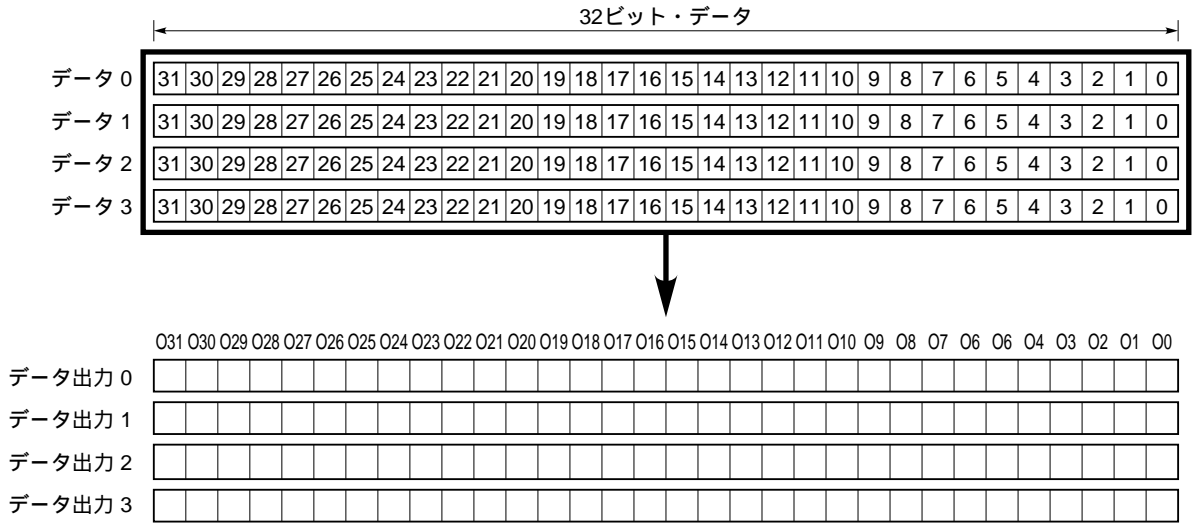 32ビット・データ
データ 0 31 30 29 28 27 26 25 24 23 22 21 20 19 18 17 16 15 14 13 12 11 10 9 8 7 6 5 4 3 2 1 0
データ 1 31 30 29 28 27 26 25 24 23 22 21 20 19 18 17 16 15 14 13 12 11 10 9 8 7 6 5 4 3 2 1 0
データ 2 31 30 29 28 27 26 25 24 23 22 21 20 19 18 17 16 15 14 13 12 11 10 9 8 7 6 5 4 3 2 1 0
データ 3 31 30 29 28 27 26 25 24 23 22 21 20 19 18 17 16 15 14 13 12 11 10 9 8 7 6 5 4 3 2 1 0
O31 O30 O29 O28 O27 O26 O25 O24 O23 O22 O21 O20 O19 O18 O17 O16 O15 O14 O13 O12 O11 O10 O9 O8 O7 O6 O6 O4 O3 O2 O1 O0
データ出力 0
データ出力 1
データ出力 2
データ出力 3